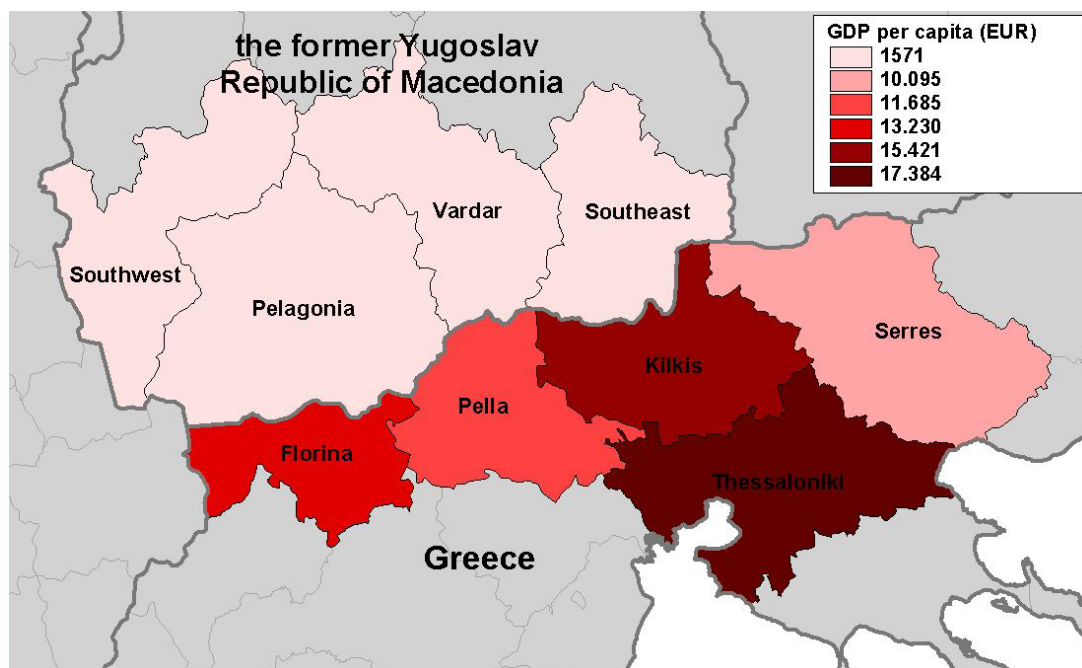 the former Yugoslav
Republic of Macedonia
GDP per capita (EUR)
1571
10.095
11.685
13.230
15.421
17.384
Vardar
Southeast
Southwest
Pelagonia
Serres
Kilkis
Pella
Florina
Thessaloniki
Greece